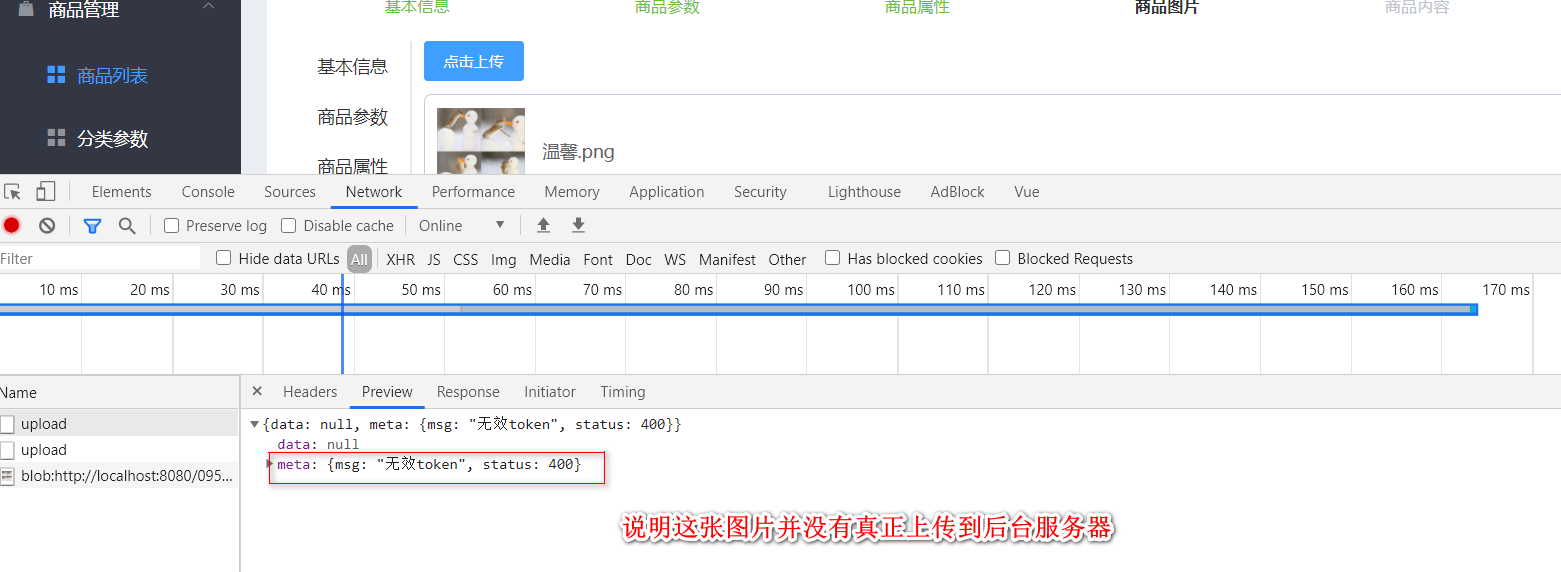 商品管理
基本信息 商品参数 商品属性 商品图片 商品内容
商品列表
分类参数
基本信息
商品参数
商品属性
点击上传
温馨.png
Elements Console Sources Network Performance Memory Application Security Lighthouse AdBlock Vue
Preserve log Disable cache Online
Filter Hide data URLs All XHR JS CSS Img Media Font Doc WS Manifest Other Has blocked cookies Blocked Requests
10 ms 20 ms 30 ms 40 ms 50 ms 60 ms 70 ms 80 ms 90 ms 100 ms 110 ms 120 ms 130 ms 140 ms 150 ms 160 ms 170 ms
Name
upload
upload
blob:http://localhost:8080/095...
× Headers Preview Response Initiator Timing
{data: null, meta: {msg: "无效token", status: 400}}
data: null
meta: {msg: "无效token", status: 400}
说明这张图片并没有真正上传到后台服务器